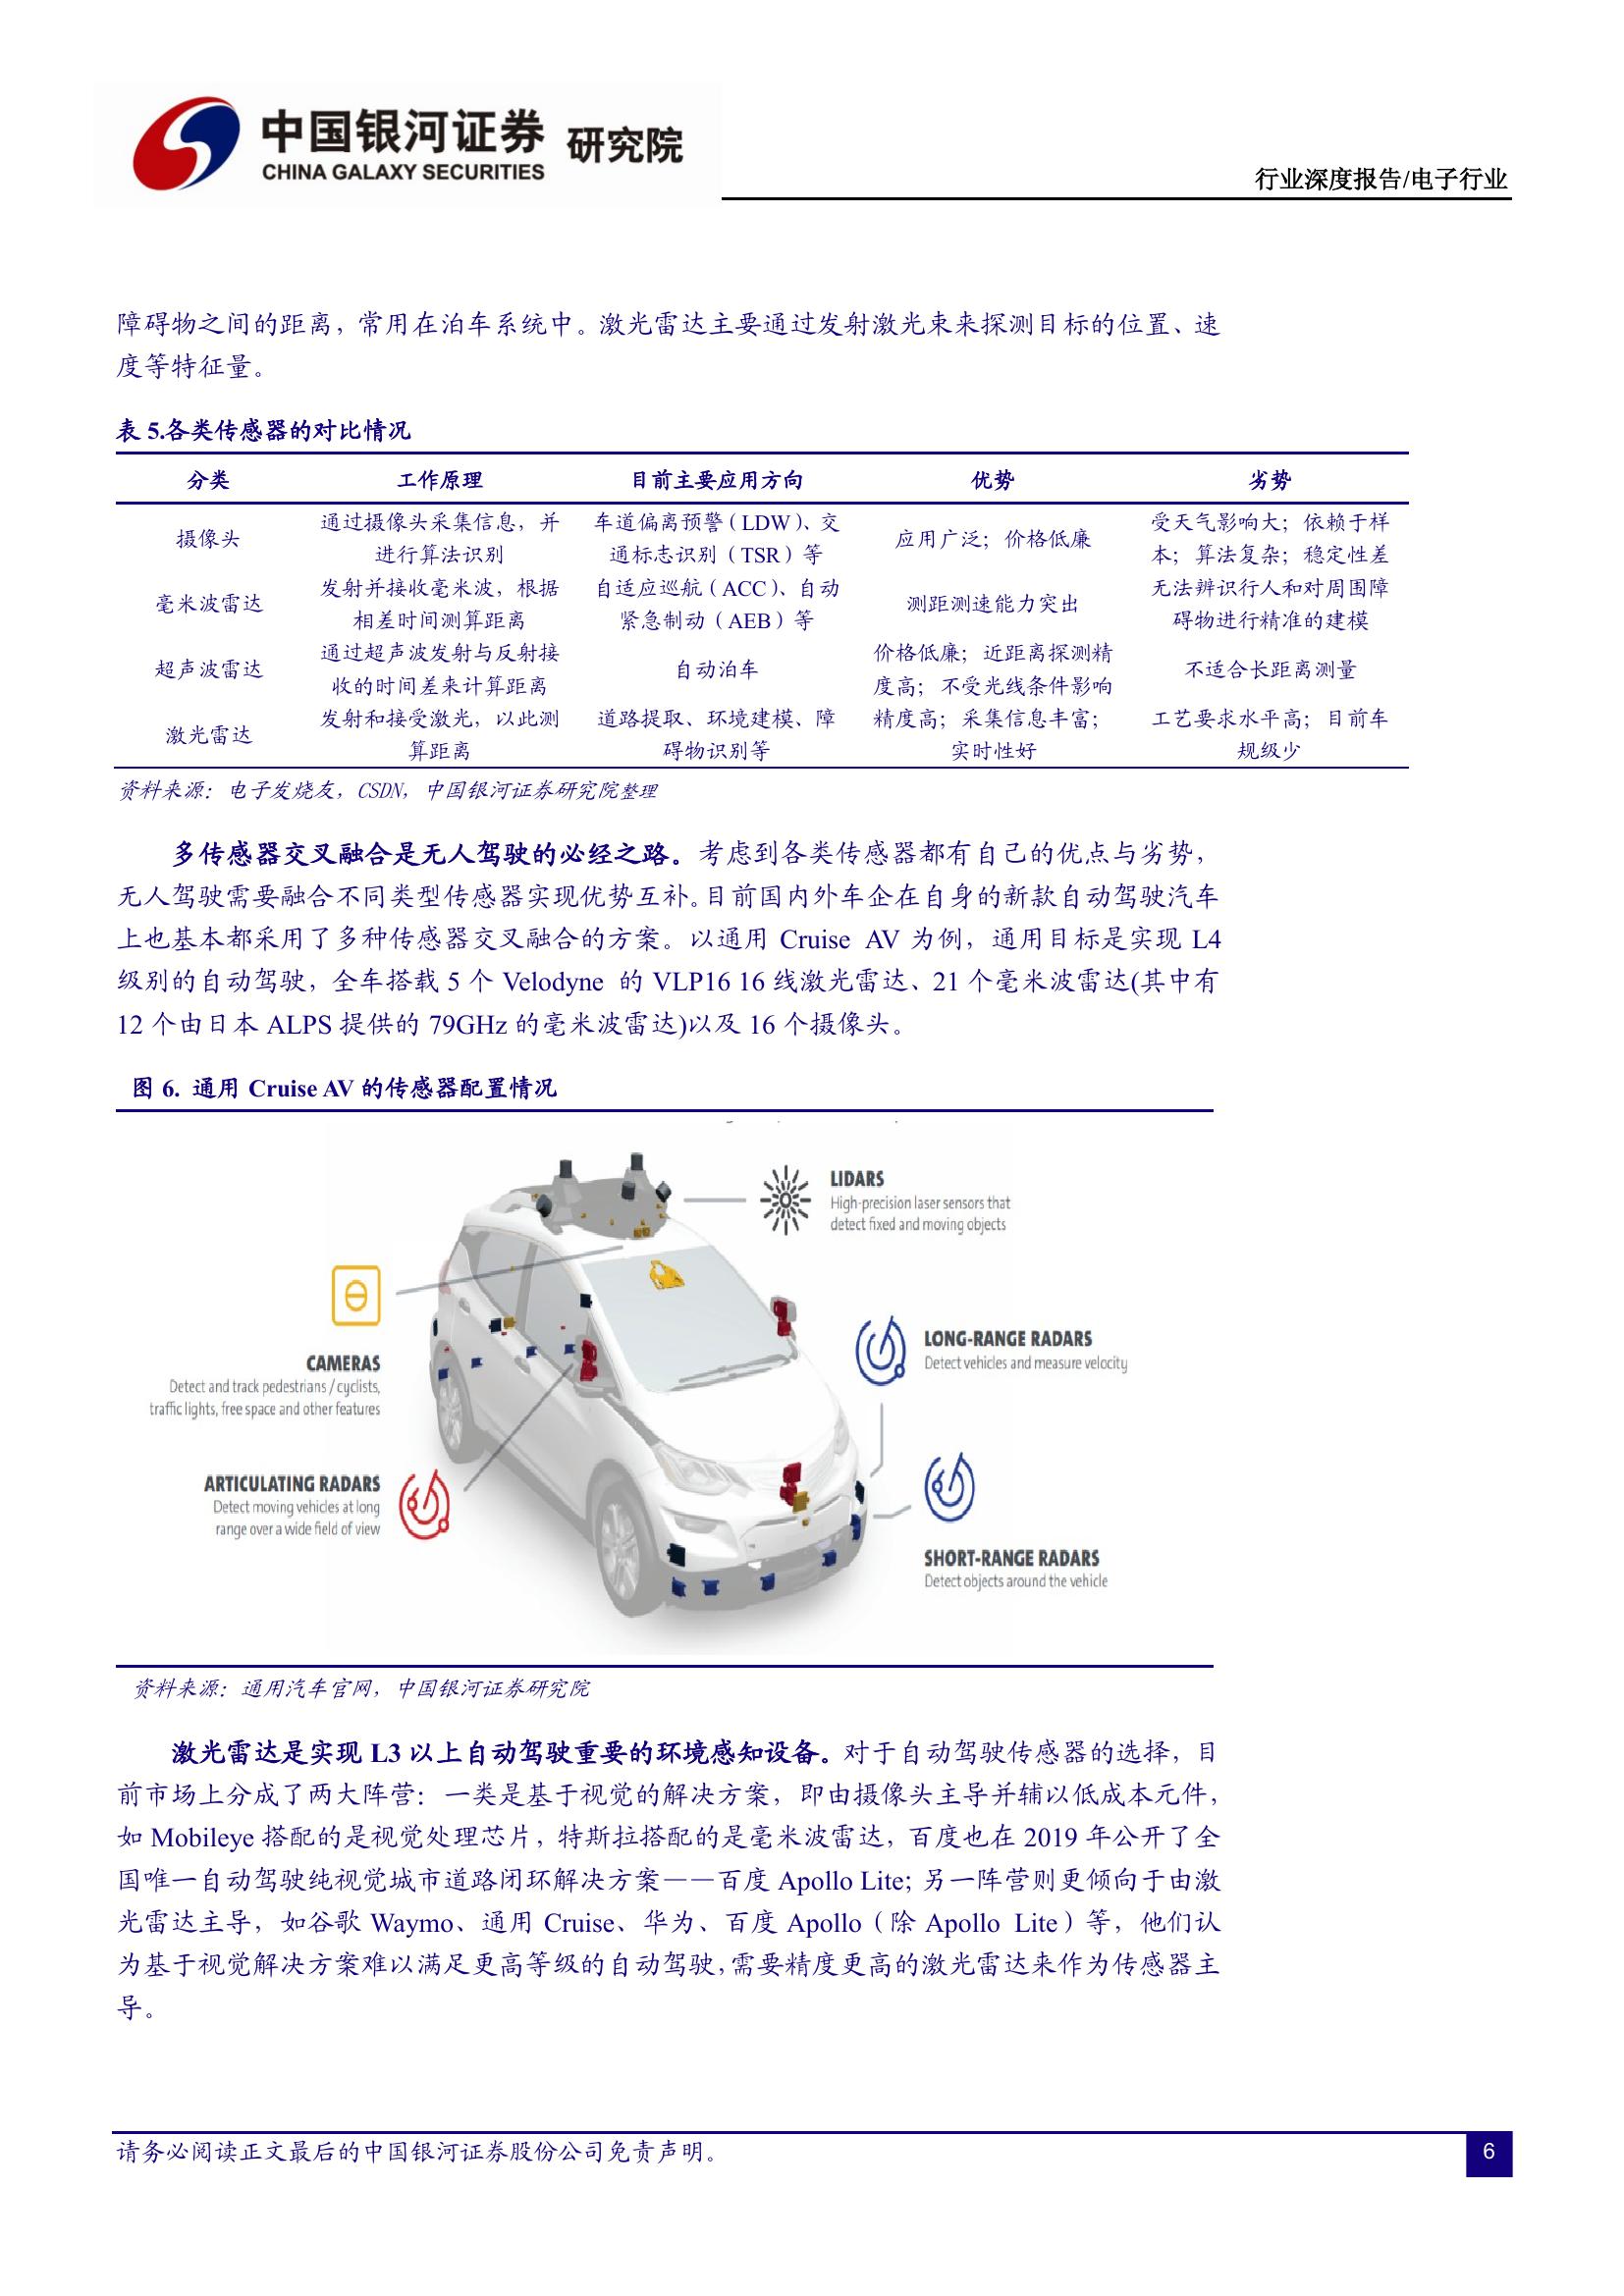 中国银河证券 研究院
CHINA GALAXY SECURITIES
行业深度报告/电子行业
障碍物之间的距离，常用在泊车系统中。激光雷达主要通过发射激光束来探测目标的位置、速
度等特征量。
表 5.各类传感器的对比情况
分类 工作原理 目前主要应用方向 优势 劣势
摄像头 通过摄像头采集信息，并进行算法识别 车道偏离预警（LDW）、交通标志识别（TSR）等 应用广泛；价格低廉 受天气影响大；依赖于样本；算法复杂；稳定性差
毫米波雷达 发射并接收毫米波，根据相差时间测算距离 自适应巡航（ACC）、自动紧急制动（AEB）等 测距测速能力突出 无法辨识行人和对周围障碍物进行精准的建模
超声波雷达 通过超声波发射与反射接收的时间差来计算距离 自动泊车 价格低廉；近距离探测精度高；不受光线条件影响 不适合长距离测量
激光雷达 发射和接受激光，以此测算距离 道路提取、环境建模、障碍物识别等 精度高；采集信息丰富；实时性好 工艺要求水平高；目前车规级少
资料来源：电子发烧友，CSDN，中国银河证券研究院整理
多传感器交叉融合是无人驾驶的必经之路。考虑到各类传感器都有自己的优点与劣势，
无人驾驶需要融合不同类型传感器实现优势互补。目前国内外车企在自身的新款自动驾驶汽车
上也基本都采用了多种传感器交叉融合的方案。以通用 Cruise AV 为例，通用目标是实现 L4
级别的自动驾驶，全车搭载 5 个 Velodyne 的 VLP16 16 线激光雷达、21 个毫米波雷达(其中有
12 个由日本 ALPS 提供的 79GHz 的毫米波雷达)以及 16 个摄像头。
图 6. 通用 Cruise AV 的传感器配置情况
LIDARS
High-precision laser sensors that
detect fixed and moving objects
CAMERAS
Detect and track pedestrians / cyclists,
traffic lights, free space and other features
LONG-RANGE RADARS
Detect vehicles and measure velocity
ARTICULATING RADARS
Detect moving vehicles at long
range over a wide field of view
SHORT-RANGE RADARS
Detect objects around the vehicle
资料来源：通用汽车官网，中国银河证券研究院
激光雷达是实现 L3 以上自动驾驶重要的环境感知设备。对于自动驾驶传感器的选择，目
前市场上分成了两大阵营：一类是基于视觉的解决方案，即由摄像头主导并辅以低成本元件，
如 Mobileye 搭配的是视觉处理芯片，特斯拉搭配的是毫米波雷达，百度也在 2019 年公开了全
国唯一自动驾驶纯视觉城市道路闭环解决方案——百度 Apollo Lite; 另一阵营则更倾向于由激
光雷达主导，如谷歌 Waymo、通用 Cruise、华为、百度 Apollo（除 Apollo Lite）等，他们认
为基于视觉解决方案难以满足更高等级的自动驾驶，需要精度更高的激光雷达来作为传感器主
导。
请务必阅读正文最后的中国银河证券股份公司免责声明。
6